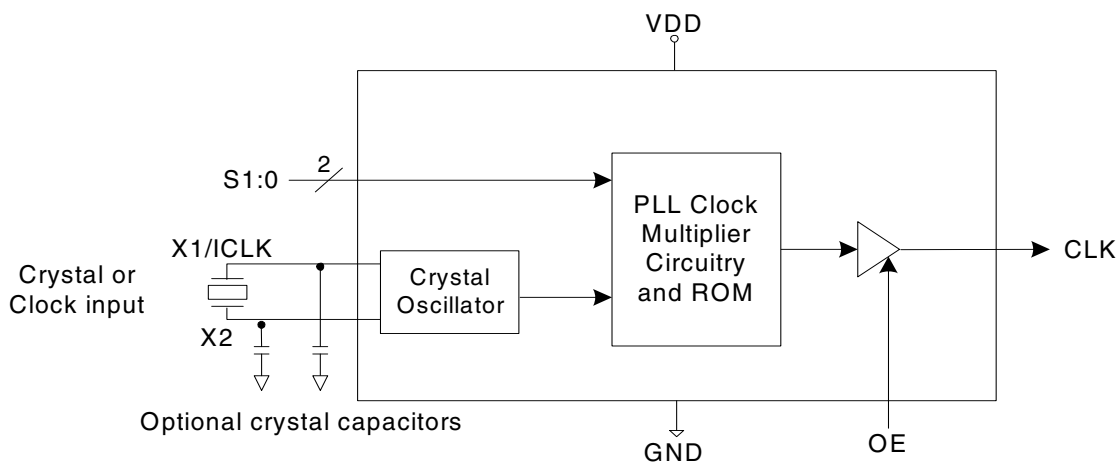 VDD
2
S1:0
PLL Clock
Multiplier
Circuitry
and ROM
X1/ICLK
Crystal or
Clock input
Crystal
Oscillator
CLK
X2
Optional crystal capacitors
GND
OE